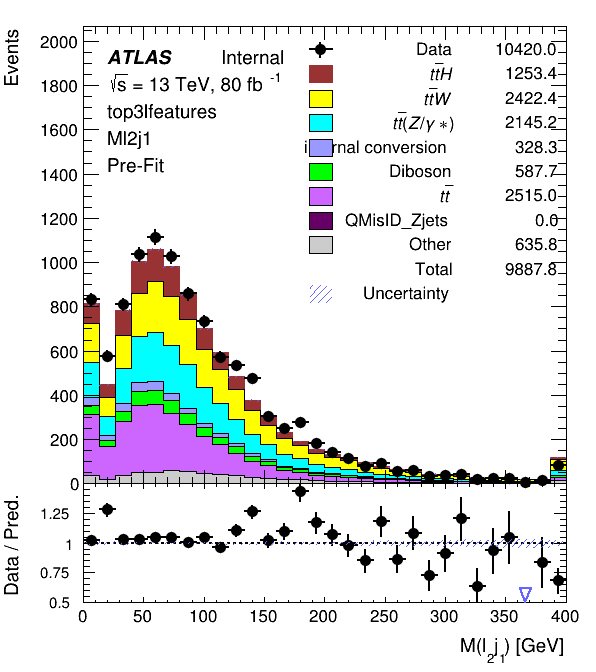 Events
2000
1800
1600
1400
1200
1000
800
600
400
200
0
ATLAS Internal
√s = 13 TeV, 80 fb -1
top3lfeatures
Ml2j1
Pre-Fit
Data 10420.0
tt̄H 1253.4
tt̄W 2422.4
tt̄(Z/γ *) 2145.2
internal conversion 328.3
Diboson 587.7
tt̄ 2515.0
QMisID_Zjets 0.0
Other 635.8
Total 9887.8
Uncertainty
Data / Pred.
1.25
1
0.75
0.5
0 50 100 150 200 250 300 350 400
M(l2j1) [GeV]